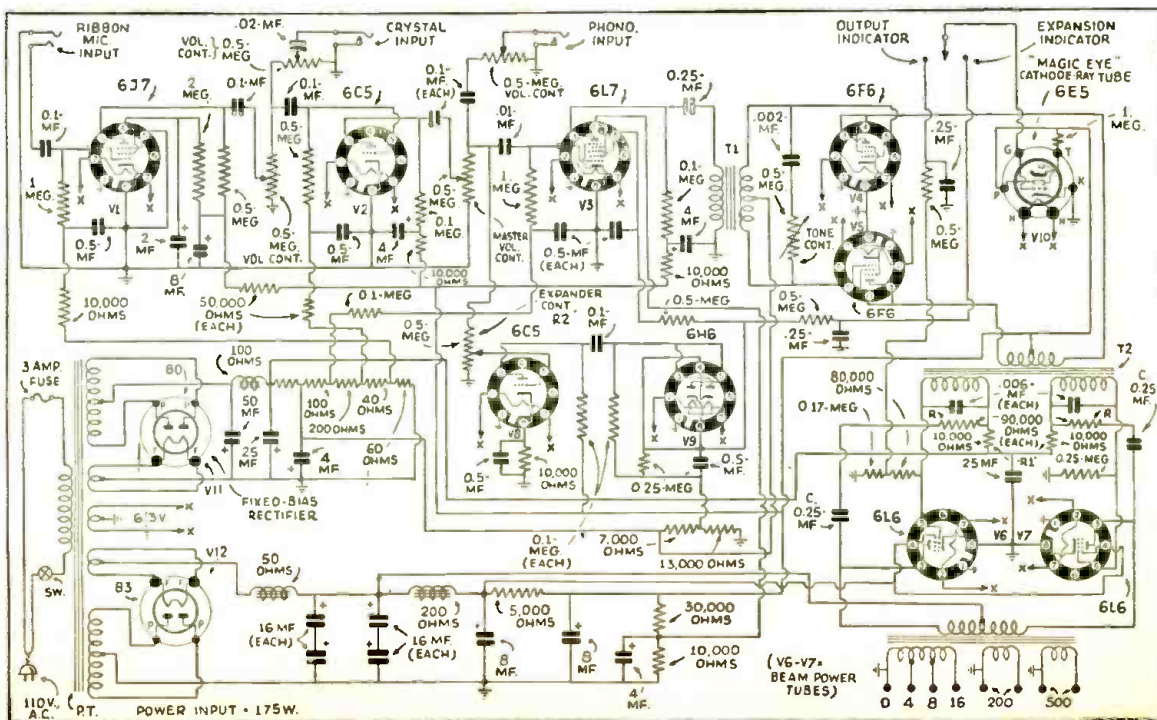 RIBBON
MIC.
INPUT
VOL.
CONT.
0.5-
MEG
.02-MF.
CRYSTAL
INPUT
PHONO.
INPUT
OUTPUT
INDICATOR
EXPANSION
INDICATOR
"MAGIC EYE"
CATHODE-RAY
TUBE
6E5
6J7
2
MEG.
0.1-MF
0.1-
MF.
6C5
0.1-
MF.
(EACH)
0.1-
MF.
0.5-MEG.
VOL. CONT
.01-
MF.
6L7
0.25-
MF.
6F6
.002-
MF.
.25-
MF
1.
MEG.
0.1-
MF
1
MEG.
V1
0.5-
MF
2
MF
8
MF.
0.5-
MEG
0.5-
MEG.
VOL CONT.
0.5-
MEG
V2
0.5-
MF
4
MF.
0.5-
MEG
0.1
MEG.
10,000
OHMS
MASTER
VOL.
CONT.
1
MEG.
V3
0.5-MF
(EACH)
0.1-
MEG
4
MF
10,000
OHMS
T1
0.5-
MEG
TONE
CONT.
V4
V5
6F6
0.5-
MEG
G
T
K
H
H
V10
10,000
OHMS
50,000
OHMS
(EACH)
0.1-MEG
EXPANDER
CONT.
R2
0.5-
MEG
6C5
0.1-
MF
0.5-MEG
6H6
0.5-
MEG
.25-
MF
T2
3 AMP.
FUSE
80
P
P
F
F
100
OHMS
50
MF
25
MF
100
OHMS
200
OHMS
40
OHMS
60
OHMS
4
MF
V11
FIXED-BIAS
RECTIFIER
V8
0.5-
MF
10,000
OHMS
V9
0.5-
MF
0.25-MEG
0.1-
MEG.
(EACH)
7,000
OHMS
13,000 OHMS
80,000
OHMS
0.17-MEG
R
10,000
OHMS
.006-
MF
(EACH)
90,000
OHMS
(EACH)
R
10,000
OHMS
C.
0.25
MF.
25 MF
R1
0.25-MEG
C.
0.25
MF
6L6
V6
V7
6L6
6.3V
X
X
SW.
V12
83
F
F
P
P
50
OHMS
16 MF
(EACH)
16 MF.
(EACH)
200
OHMS
5,000
OHMS
8
MF.
8
MF.
4
MF.
30,000
OHMS
10,000
OHMS
(V6-V7=
BEAM POWER
TUBES)
0
4
8
16
200
500
110V.
A.C.
P.T.
POWER INPUT = 175W.